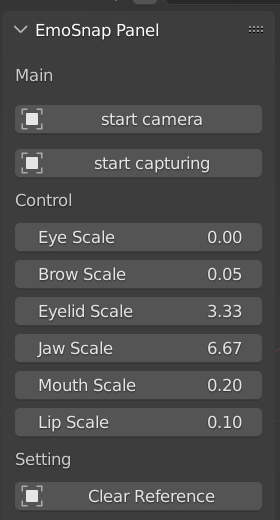 EmoSnap Panel
Main
start camera
start capturing
Control
Eye Scale 0.00
Brow Scale 0.05
Eyelid Scale 3.33
Jaw Scale 6.67
Mouth Scale 0.20
Lip Scale 0.10
Setting
Clear Reference